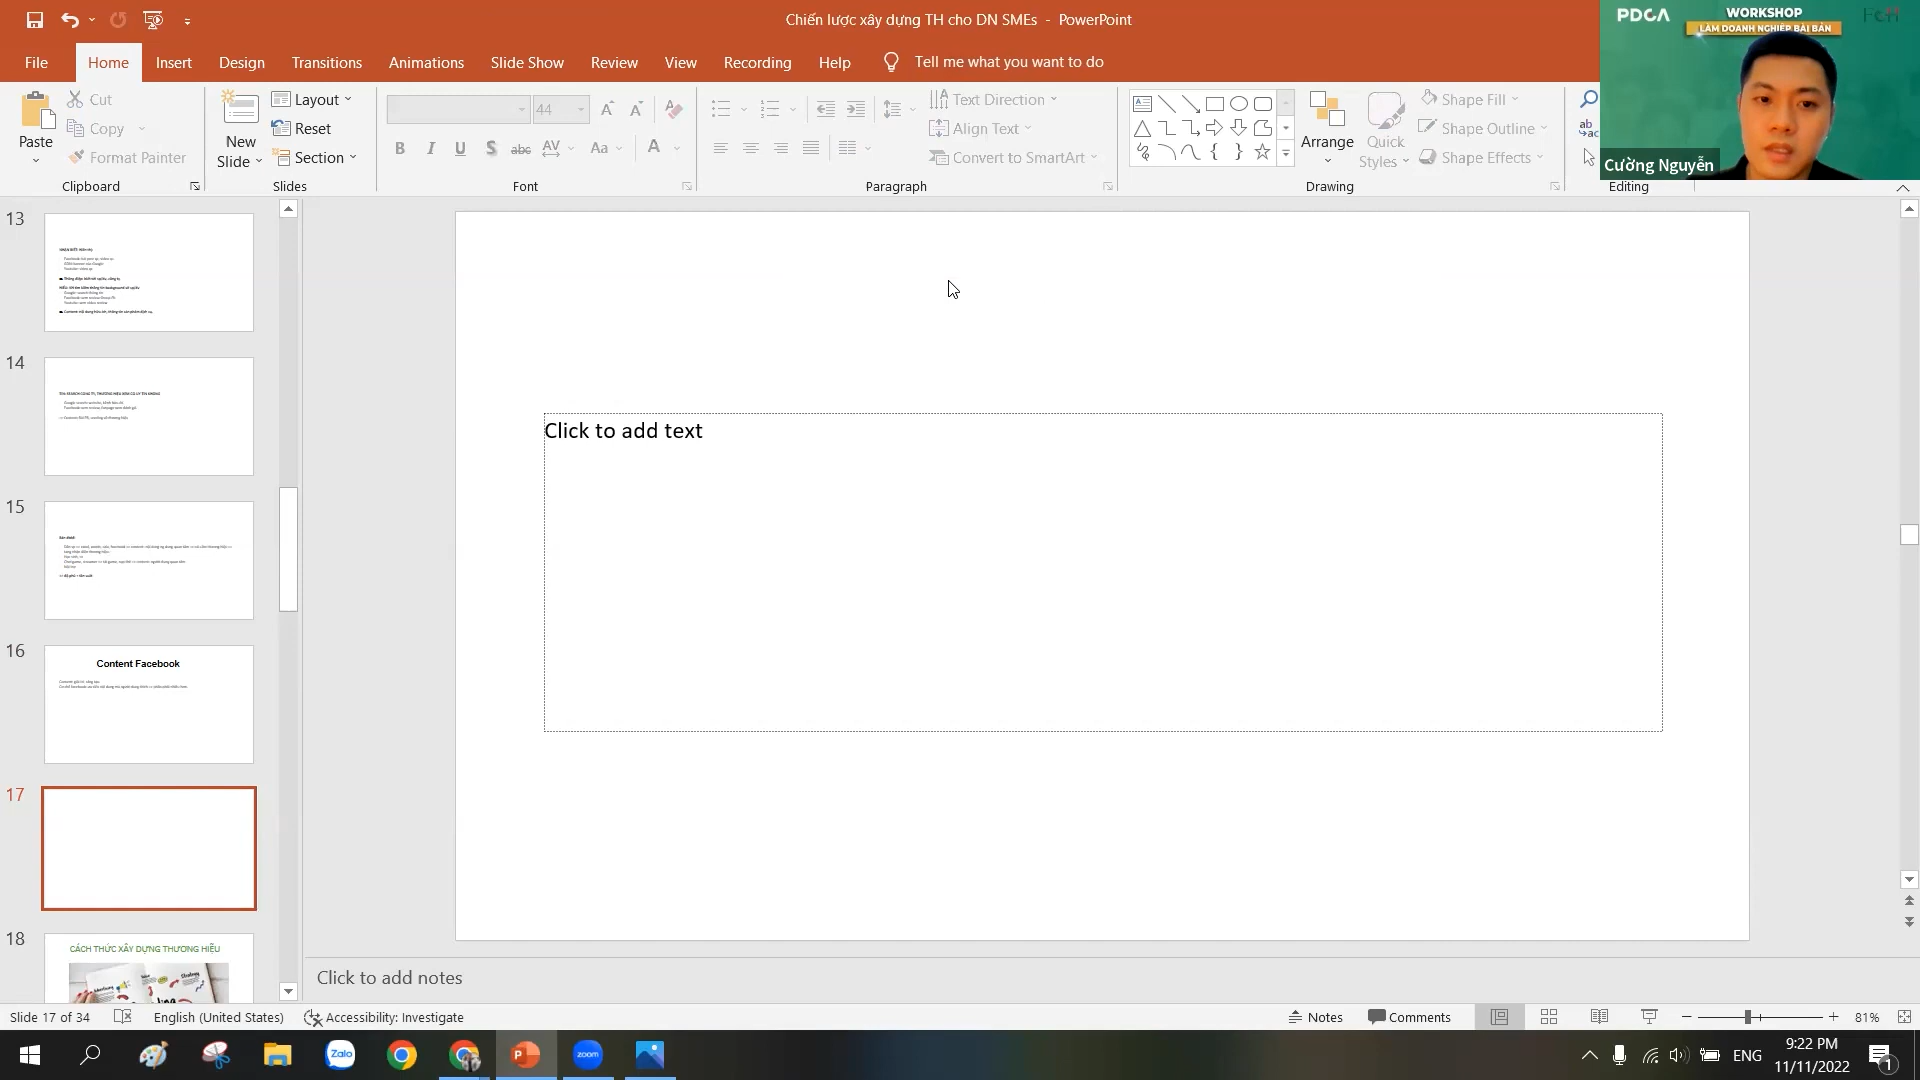 Chiến lược xây dựng TH cho DN SMEs - PowerPoint
File Home Insert Design Transitions Animations Slide Show Review View Recording Help Tell me what you want to do
PDCA WORKSHOP
LÀM DOANH NGHIỆP BÀI BẢN
Cường Nguyễn
Paste
Cut
Copy
Format Painter
Clipboard
New Slide
Layout
Reset
Section
Slides
44
Font
Text Direction
Align Text
Convert to SmartArt
Paragraph
Arrange
Quick Styles
Shape Fill
Shape Outline
Shape Effects
Drawing
Editing
13
14
15
16
Content Facebook
17
18
CÁCH THỨC XÂY DỰNG THƯƠNG HIỆU
Click to add text
Click to add notes
Slide 17 of 34 English (United States) Accessibility: Investigate Notes Comments 81%
Zalo
zoom
ENG
9:22 PM
11/11/2022
1